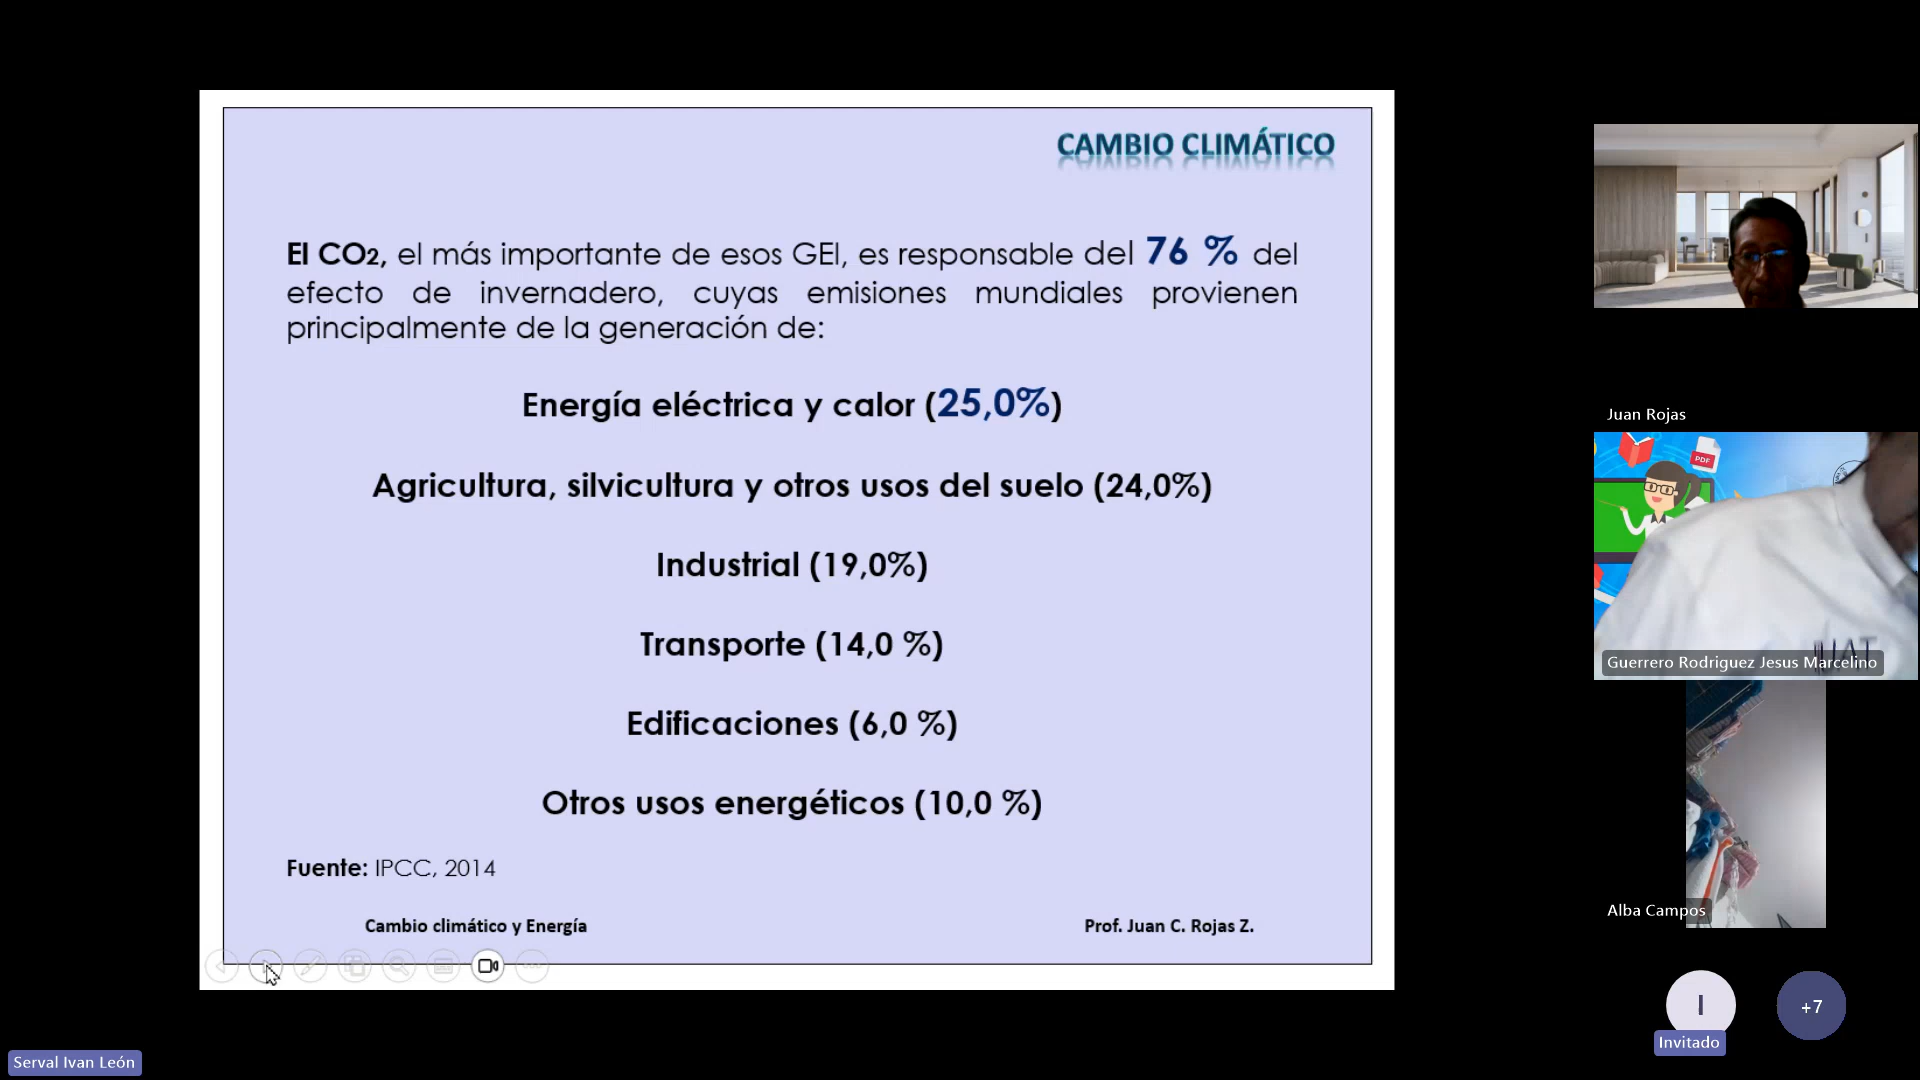 CAMBIO CLIMÁTICO
El CO2, el más importante de esos GEI, es responsable del 76 % del
efecto de invernadero, cuyas emisiones mundiales provienen
principalmente de la generación de:
Energía eléctrica y calor (25,0%)
Agricultura, silvicultura y otros usos del suelo (24,0%)
Industrial (19,0%)
Transporte (14,0 %)
Edificaciones (6,0 %)
Otros usos energéticos (10,0 %)
Fuente: IPCC, 2014
Cambio climático y Energía
Prof. Juan C. Rojas Z.
Juan Rojas
PDF
UAT
Guerrero Rodriguez Jesus Marcelino
Alba Campos
I
+7
Invitado
Serval Ivan León